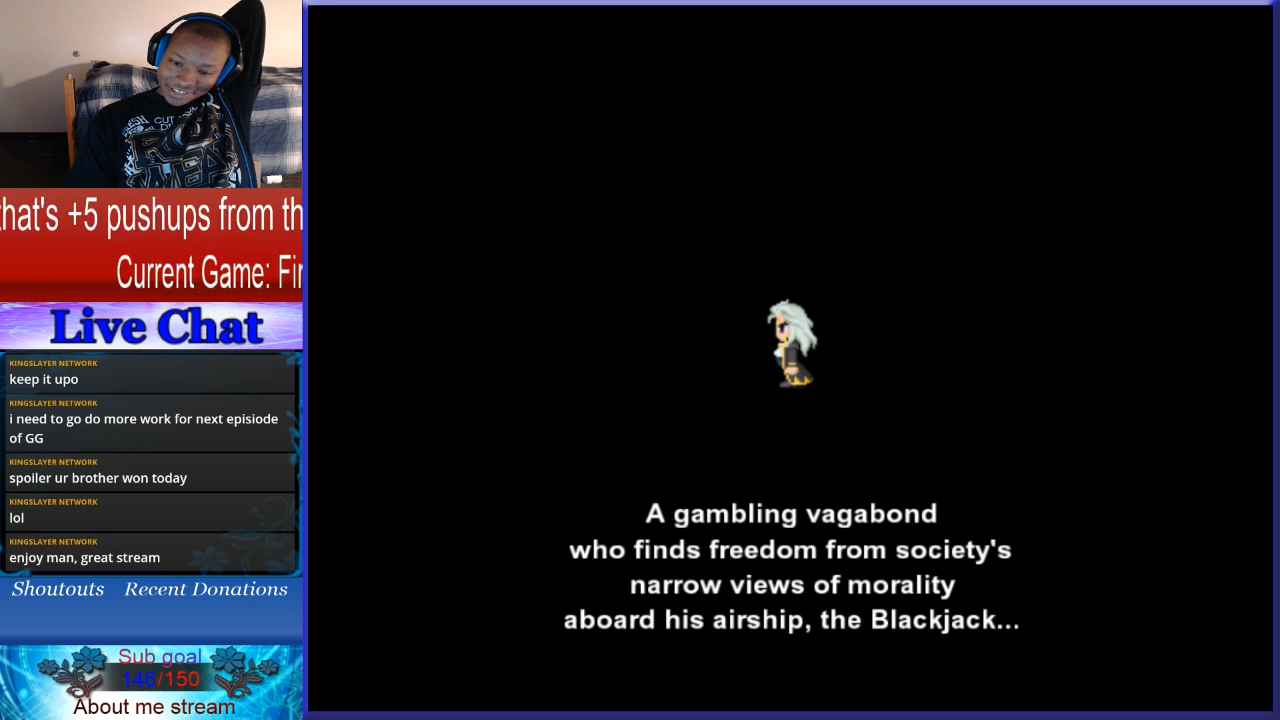 that's +5 pushups from th
Current Game: Fir
Live Chat
KINGSLAYER NETWORK
keep it upo
KINGSLAYER NETWORK
i need to go do more work for next episiode
of GG
KINGSLAYER NETWORK
spoiler ur brother won today
KINGSLAYER NETWORK
lol
KINGSLAYER NETWORK
enjoy man, great stream
Shoutouts Recent Donations
Sub goal
146/150
About me stream
A gambling vagabond
who finds freedom from society's
narrow views of morality
aboard his airship, the Blackjack...